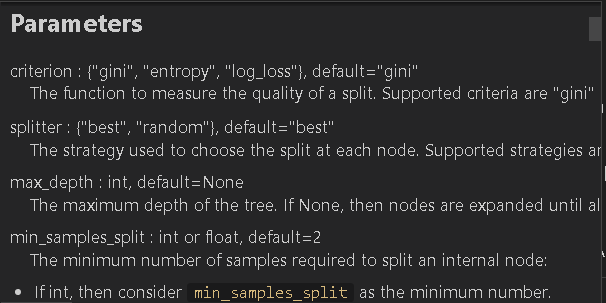 Parameters
criterion : {"gini", "entropy", "log_loss"}, default="gini"
The function to measure the quality of a split. Supported criteria are "gini"
splitter : {"best", "random"}, default="best"
The strategy used to choose the split at each node. Supported strategies
max_depth : int, default=None
The maximum depth of the tree. If None, then nodes are expanded until
min_samples_split : int or float, default=2
The minimum number of samples required to split an internal node:
• If int, then consider min_samples_split as the minimum number.